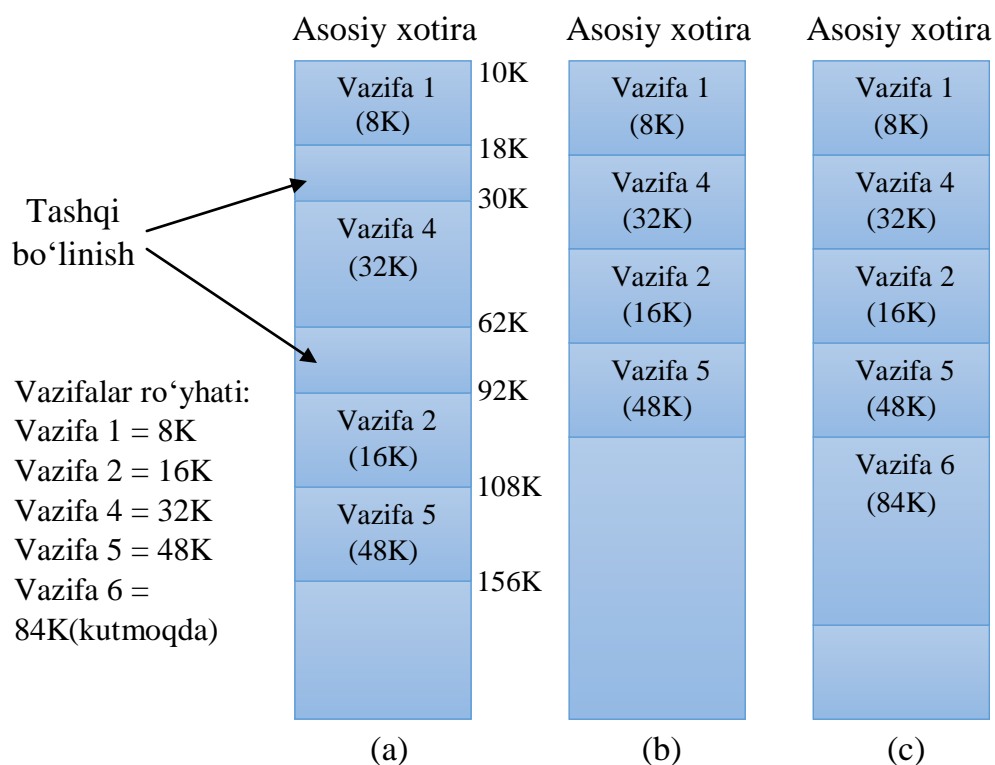 Asosiy xotira
Asosiy xotira
Asosiy xotira
Vazifa 1
(8K)
10K
18K
30K
Vazifa 4
(32K)
62K
92K
Vazifa 2
(16K)
108K
Vazifa 5
(48K)
156K
Tashqi
bo‘linish
Vazifalar ro‘yhati:
Vazifa 1 = 8K
Vazifa 2 = 16K
Vazifa 4 = 32K
Vazifa 5 = 48K
Vazifa 6 =
84K(kutmoqda)
Vazifa 1
(8K)
Vazifa 4
(32K)
Vazifa 2
(16K)
Vazifa 5
(48K)
Vazifa 1
(8K)
Vazifa 4
(32K)
Vazifa 2
(16K)
Vazifa 5
(48K)
Vazifa 6
(84K)
(a)
(b)
(c)